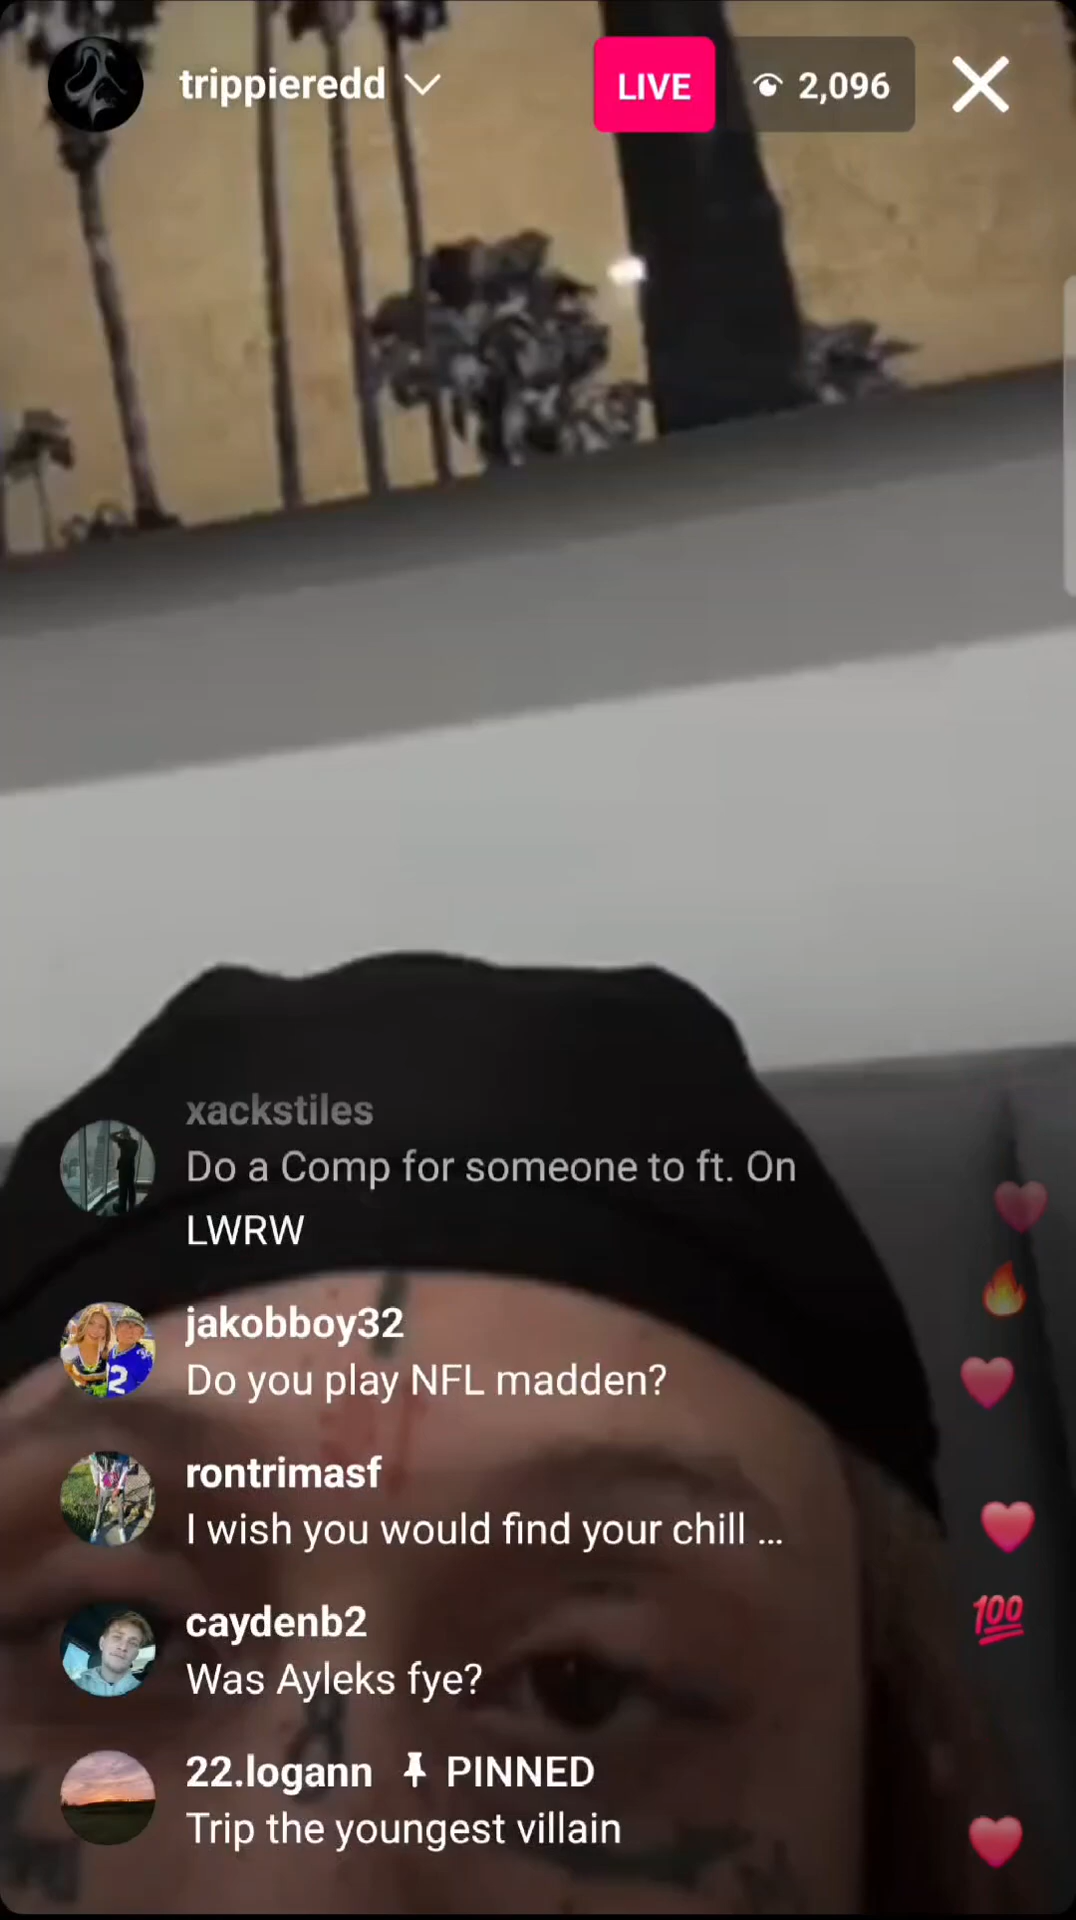 trippieredd
LIVE
2,096
xackstiles
Do a Comp for someone to ft. On
LWRW
jakobboy32
Do you play NFL madden?
rontrimasf
I wish you would find your chill ...
caydenb2
Was Ayleks fye?
22.logann PINNED
Trip the youngest villain